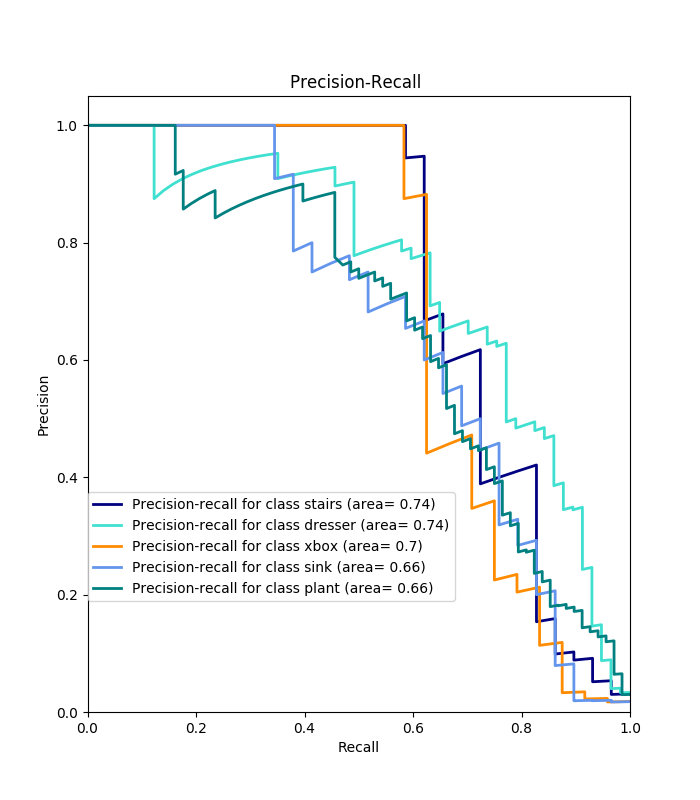 Precision-Recall
1.0
0.8
0.6
0.4
0.2
0.0
Precision
Precision-recall for class stairs (area= 0.74)
Precision-recall for class dresser (area= 0.74)
Precision-recall for class xbox (area= 0.7)
Precision-recall for class sink (area= 0.66)
Precision-recall for class plant (area= 0.66)
0.0 0.2 0.4 0.6 0.8 1.0
Recall